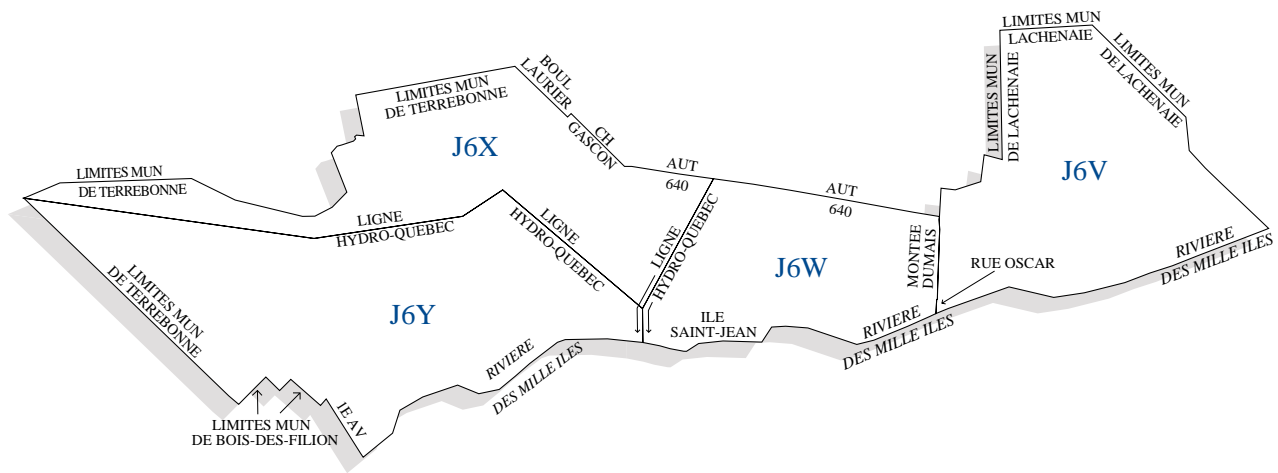 LIMITES MUN
LACHENAIE
LIMITES MUN
DE LACHENAIE
LIMITES MUN
DE LACHENAIE
BOUL
LAURIER
LIMITES MUN
DE TERREBONNE
CH
GASCON
J6X
J6V
LIMITES MUN
DE TERREBONNE
AUT
640
AUT
640
LIGNE
HYDRO-QUEBEC
LIGNE
HYDRO-QUEBEC
LIGNE
HYDRO-QUEBEC
MONTEE
DUMAIS
RIVIERE
DES MILLE ILES
J6W
RUE OSCAR
LIMITES MUN
DE TERREBONNE
J6Y
ILE
SAINT-JEAN
RIVIERE
DES MILLE ILES
RIVIERE
DES MILLE ILES
IE AV
LIMITES MUN
DE BOIS-DES-FILION